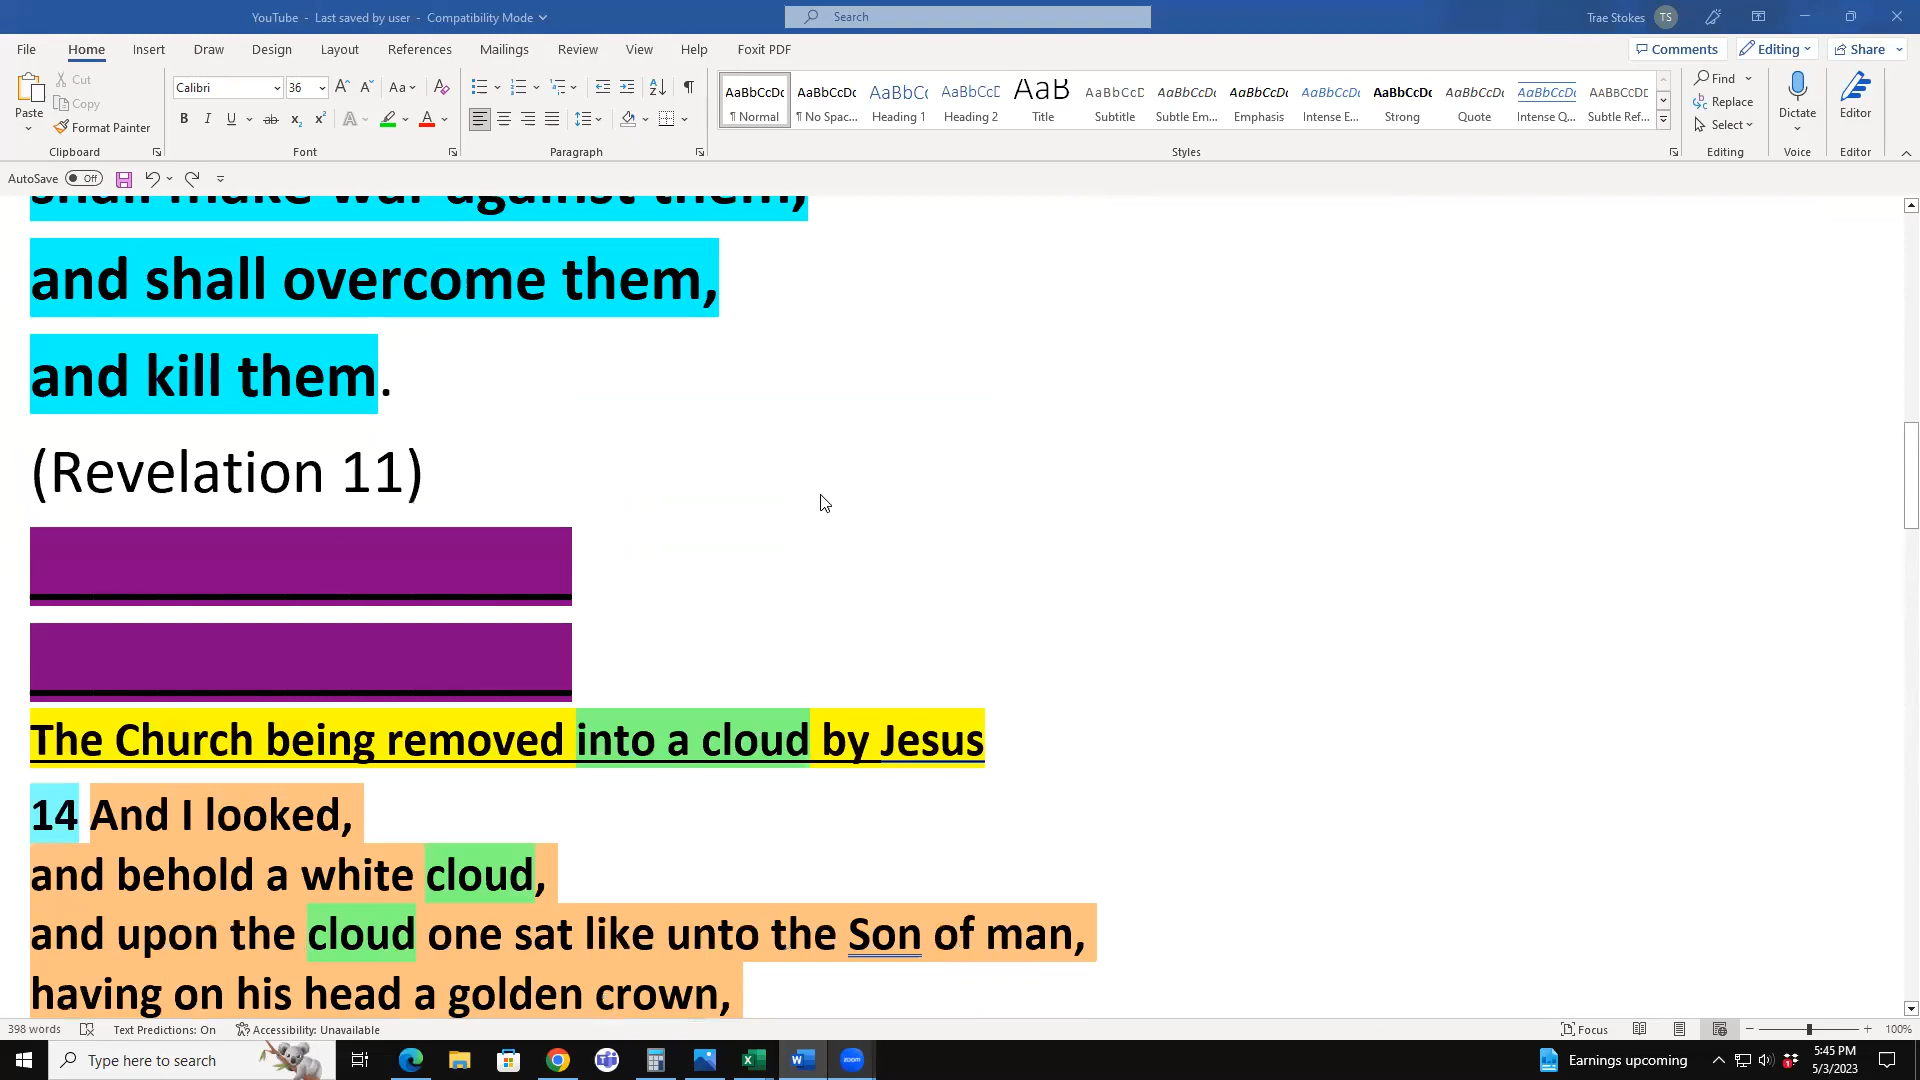 YouTube - Last saved by user - Compatibility Mode
Search
Trae Stokes TS
File Home Insert Draw Design Layout References Mailings Review View Help Foxit PDF
Comments Editing Share
Paste Cut
Copy
Format Painter
Clipboard
Calibri 36
Font
Paragraph
AaBbCcDc AaBbCcDc AaBbCc AaBbCcD AaB AaBbCcD AaBbCcDc AaBbCcDc AaBbCcDc AaBbCcDc AaBbCcDc AaBbCcDc AABBCCDE
¶ Normal ¶ No Spac... Heading 1 Heading 2 Title Subtitle Subtle Em... Emphasis Intense E... Strong Quote Intense Q... Subtle Ref...
Styles
Find
Replace
Select
Editing
Dictate
Voice
Editor
Editor
AutoSave Off
shall make war against them,
and shall overcome them,
and kill them.
(Revelation 11)
The Church being removed into a cloud by Jesus
14 And I looked,
and behold a white cloud,
and upon the cloud one sat like unto the Son of man,
having on his head a golden crown,
398 words Text Predictions: On Accessibility: Unavailable Focus 100%
Type here to search
Earnings upcoming
5:45 PM
5/3/2023